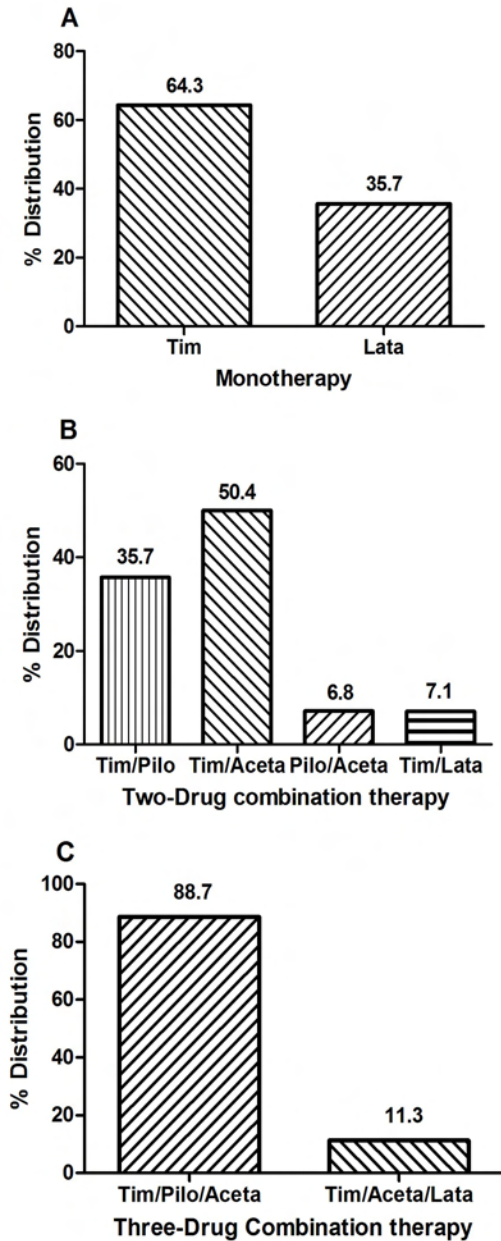 A
% Distribution
80
60
40
20
0
64.3
35.7
Tim Lata
Monotherapy
B
% Distribution
60
40
20
0
35.7
50.4
6.8
7.1
Tim/Pilo Tim/Aceta Pilo/Aceta Tim/Lata
Two-Drug combination therapy
C
% Distribution
100
80
60
40
20
0
88.7
11.3
Tim/Pilo/Aceta Tim/Aceta/Lata
Three-Drug Combination therapy